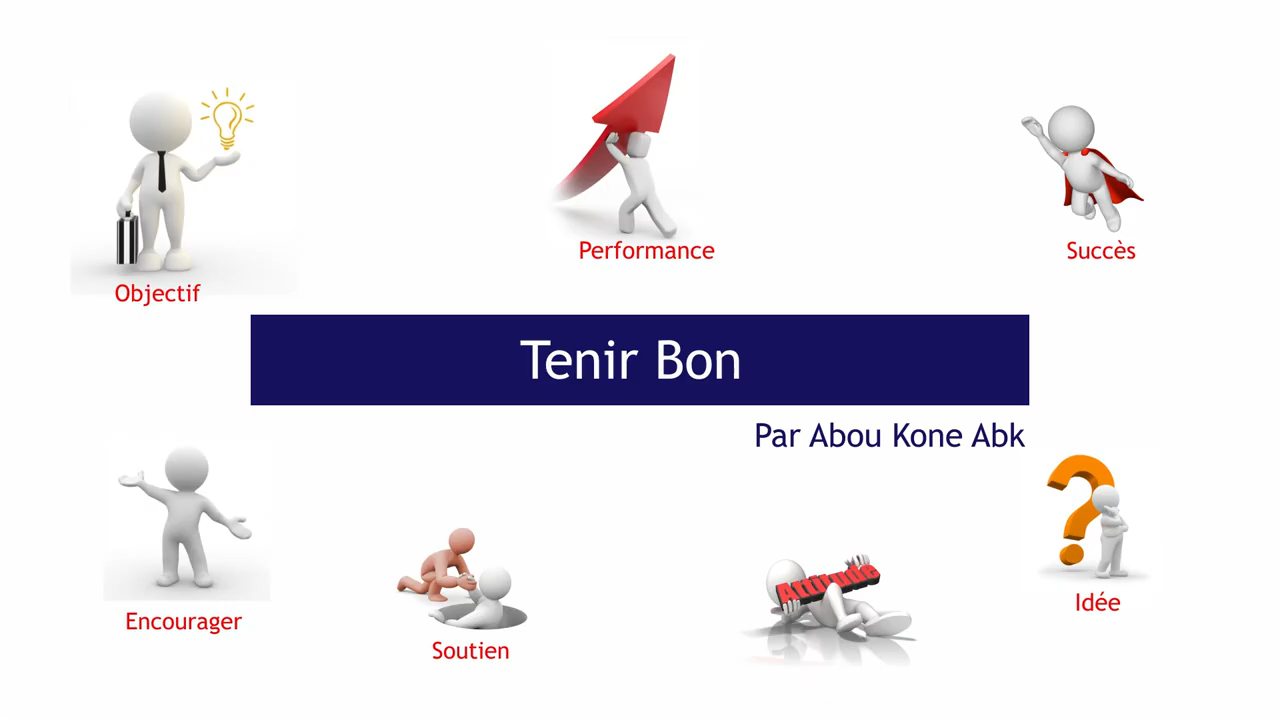 Performance
Succès
Objectif
Tenir Bon
Par Abou Kone Abk
Attitude
Idée
Encourager
Soutien